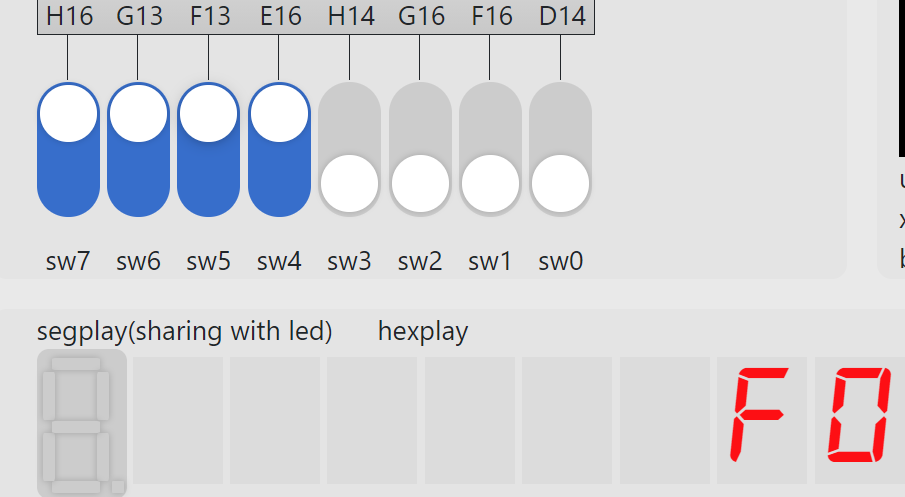 H16 G13 F13 E16 H14 G16 F16 D14
sw7 sw6 sw5 sw4 sw3 sw2 sw1 sw0
segplay(sharing with led) hexplay
F0